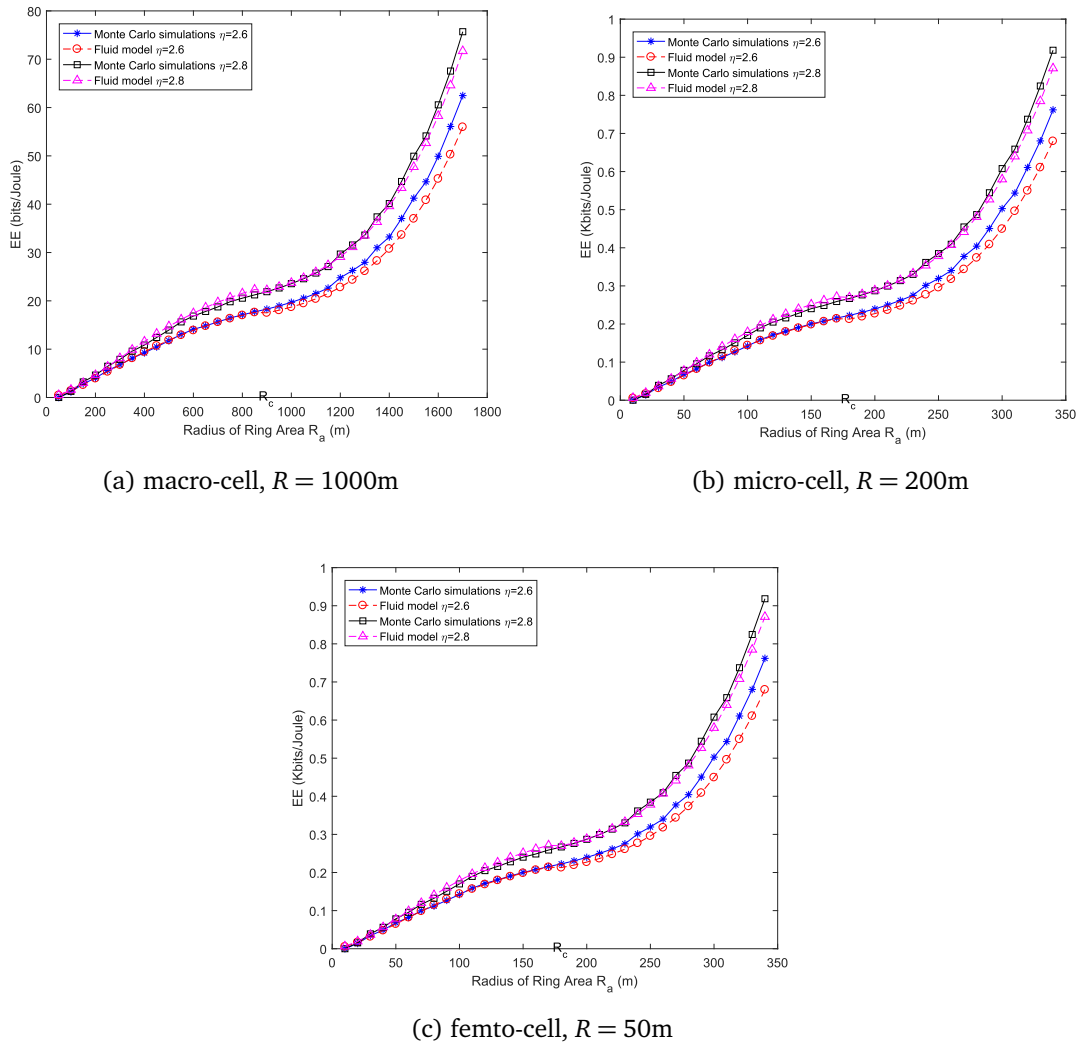 80
70
60
50
40
30
20
10
0
EE (bits/Joule)
Monte Carlo simulations η=2.6
Fluid model η=2.6
Monte Carlo simulations η=2.8
Fluid model η=2.8
0 200 400 600 800 1000 1200 1400 1600 1800
R_c
Radius of Ring Area R_a (m)
(a) macro-cell, R = 1000m
1
0.9
0.8
0.7
0.6
0.5
0.4
0.3
0.2
0.1
0
EE (Kbits/Joule)
Monte Carlo simulations η=2.6
Fluid model η=2.6
Monte Carlo simulations η=2.8
Fluid model η=2.8
0 50 100 150 200 250 300 350
R_c
Radius of Ring Area R_a (m)
(b) micro-cell, R = 200m
1
0.9
0.8
0.7
0.6
0.5
0.4
0.3
0.2
0.1
0
EE (Kbits/Joule)
Monte Carlo simulations η=2.6
Fluid model η=2.6
Monte Carlo simulations η=2.8
Fluid model η=2.8
0 50 100 150 200 250 300 350
R_c
Radius of Ring Area R_a (m)
(c) femto-cell, R = 50m